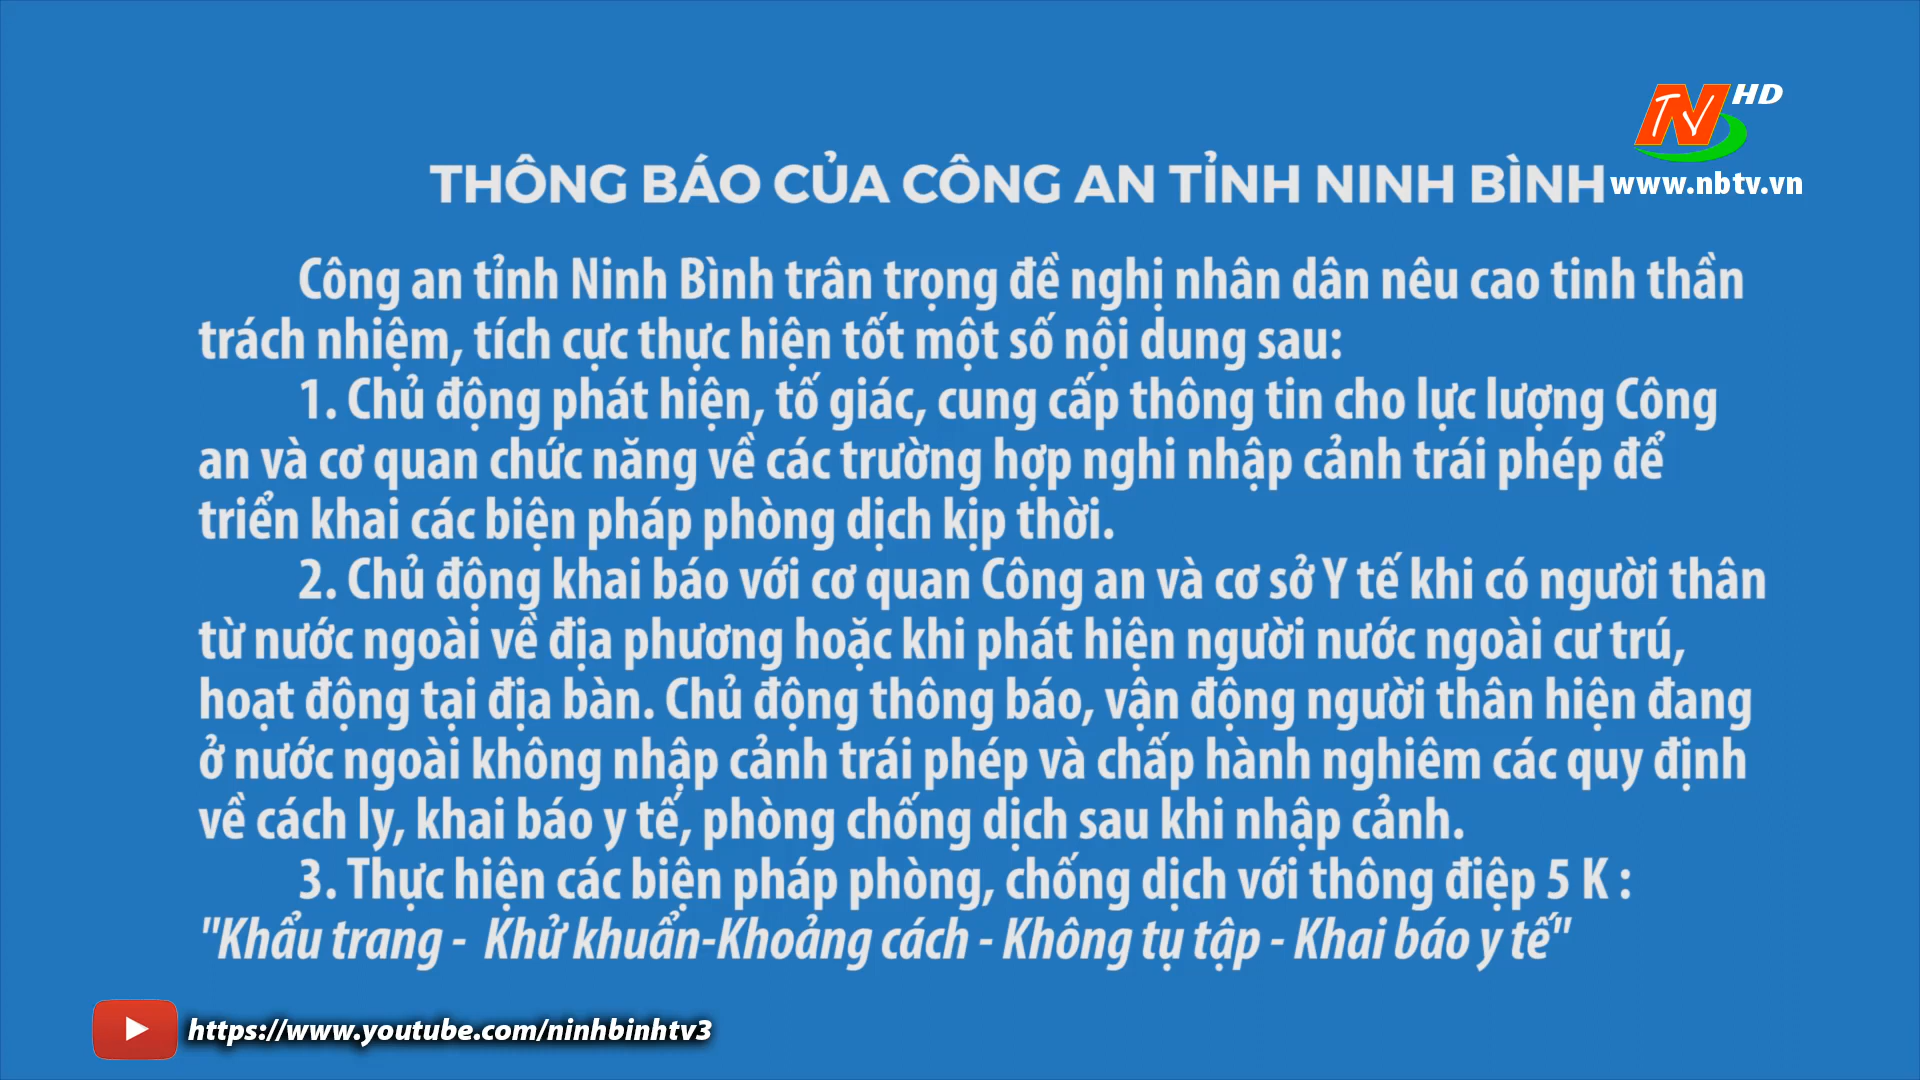 TV N HD
www.nbtv.vn
THÔNG BÁO CỦA CÔNG AN TỈNH NINH BÌNH
Công an tỉnh Ninh Bình trân trọng đề nghị nhân dân nêu cao tinh thần
trách nhiệm, tích cực thực hiện tốt một số nội dung sau:
1. Chủ động phát hiện, tố giác, cung cấp thông tin cho lực lượng Công
an và cơ quan chức năng về các trường hợp nghi nhập cảnh trái phép để
triển khai các biện pháp phòng dịch kịp thời.
2. Chủ động khai báo với cơ quan Công an và cơ sở Y tế khi có người thân
từ nước ngoài về địa phương hoặc khi phát hiện người nước ngoài cư trú,
hoạt động tại địa bàn. Chủ động thông báo, vận động người thân hiện đang
ở nước ngoài không nhập cảnh trái phép và chấp hành nghiêm các quy định
về cách ly, khai báo y tế, phòng chống dịch sau khi nhập cảnh.
3. Thực hiện các biện pháp phòng, chống dịch với thông điệp 5 K :
"Khẩu trang -  Khử khuẩn-Khoảng cách - Không tụ tập - Khai báo y tế"
https://www.youtube.com/ninhbinhtv3